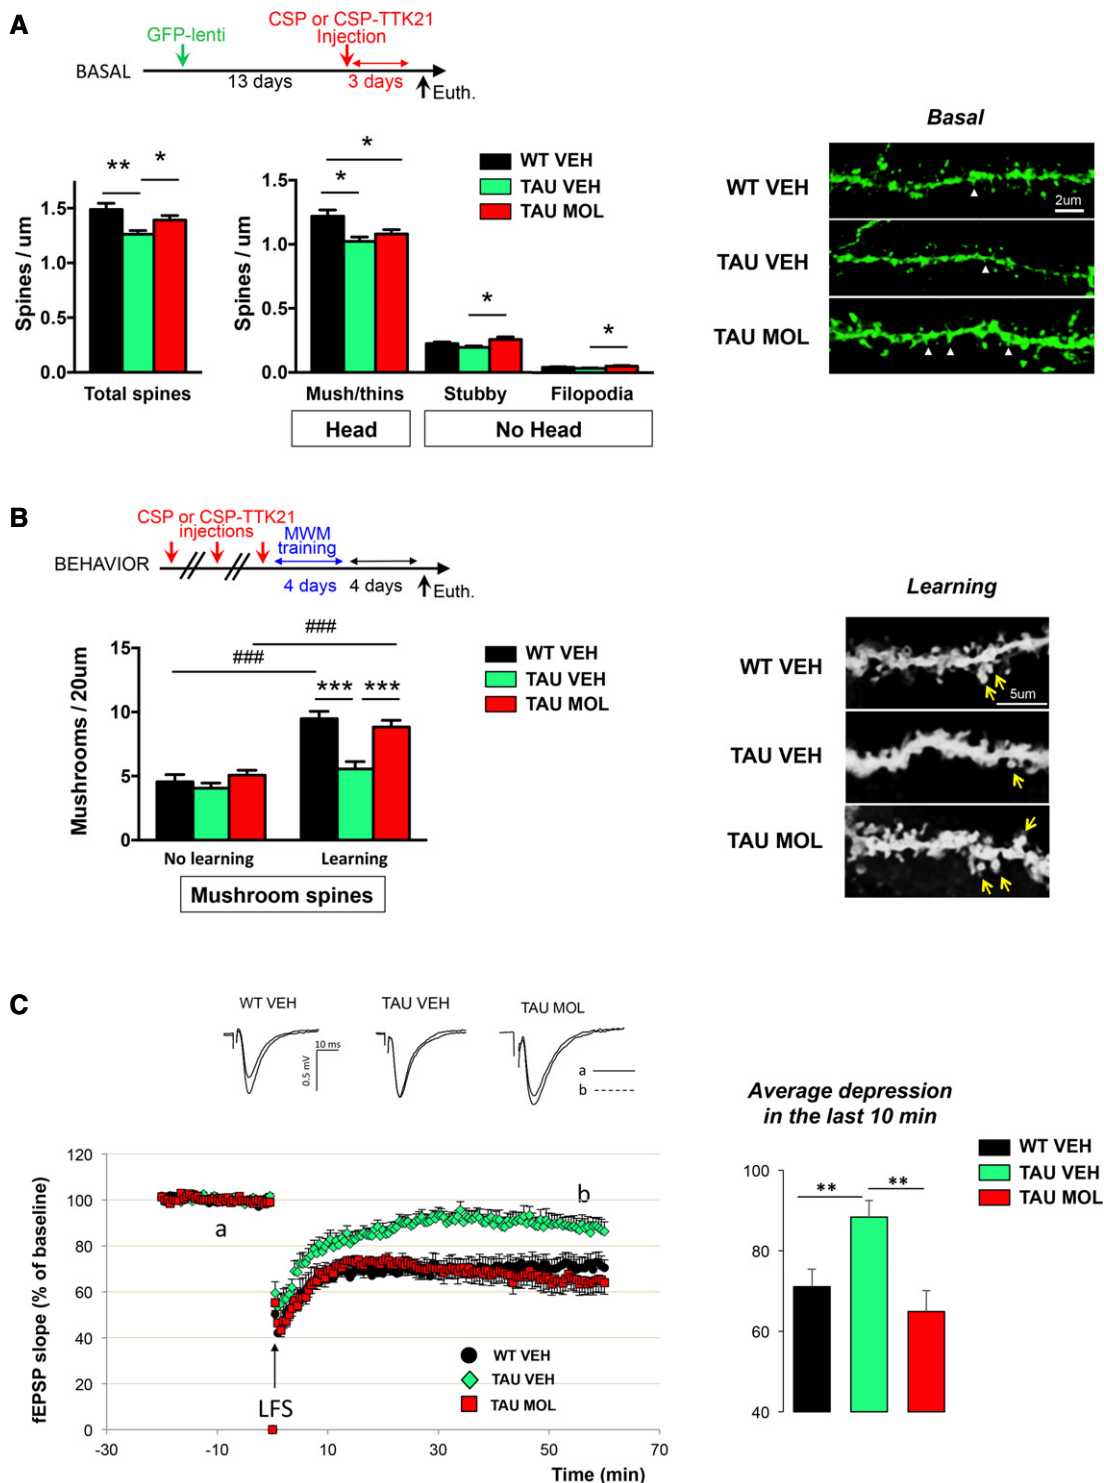 A
GFP-lenti
CSP or CSP-TTK21
Injection
BASAL
13 days
3 days
Euth.
** *
1.5
1.0
0.5
0.0
Spines / um
Total spines
*
*
*
*
1.5
1.0
0.5
0.0
Spines / um
Mush/thins
Stubby
Filopodia
Head
No Head
WT VEH
TAU VEH
TAU MOL
Basal
WT VEH
TAU VEH
TAU MOL
2um
B
CSP or CSP-TTK21
injections
MWM
training
BEHAVIOR
4 days
4 days
Euth.
###
###
*** ***
15
10
5
0
Mushrooms / 20um
No learning
Learning
Mushroom spines
WT VEH
TAU VEH
TAU MOL
Learning
WT VEH
TAU VEH
TAU MOL
5um
C
WT VEH
TAU VEH
TAU MOL
10 ms
0.5 mV
a
b
120
100
80
60
40
20
0
fEPSP slope (% of baseline)
a
b
LFS
WT VEH
TAU VEH
TAU MOL
-30
-10
10
30
50
70
Time (min)
Average depression
in the last 10 min
** **
100
80
60
40
WT VEH
TAU VEH
TAU MOL